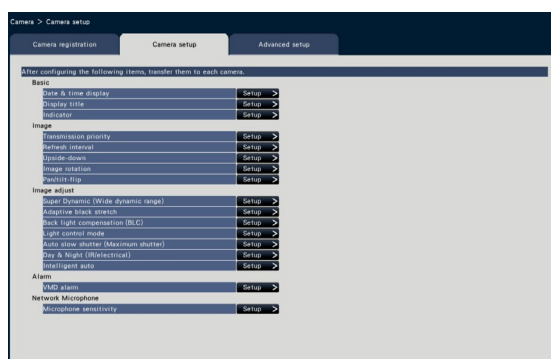 Camera > Camera setup
Camera registration Camera setup Advanced setup
After configuring the following items, transfer them to each camera.
Basic
Date & time display Setup >
Display title Setup >
Indicator Setup >
Image
Transmission priority Setup >
Refresh interval Setup >
Upside-down Setup >
Image rotation Setup >
Pan/tilt-flip Setup >
Image adjust
Super Dynamic (Wide dynamic range) Setup >
Adaptive black stretch Setup >
Back light compensation (BLC) Setup >
Light control mode Setup >
Auto slow shutter (Maximum shutter) Setup >
Day & Night (IR/electrical) Setup >
Intelligent auto Setup >
Alarm
VMD alarm Setup >
Network Microphone
Microphone sensitivity Setup >